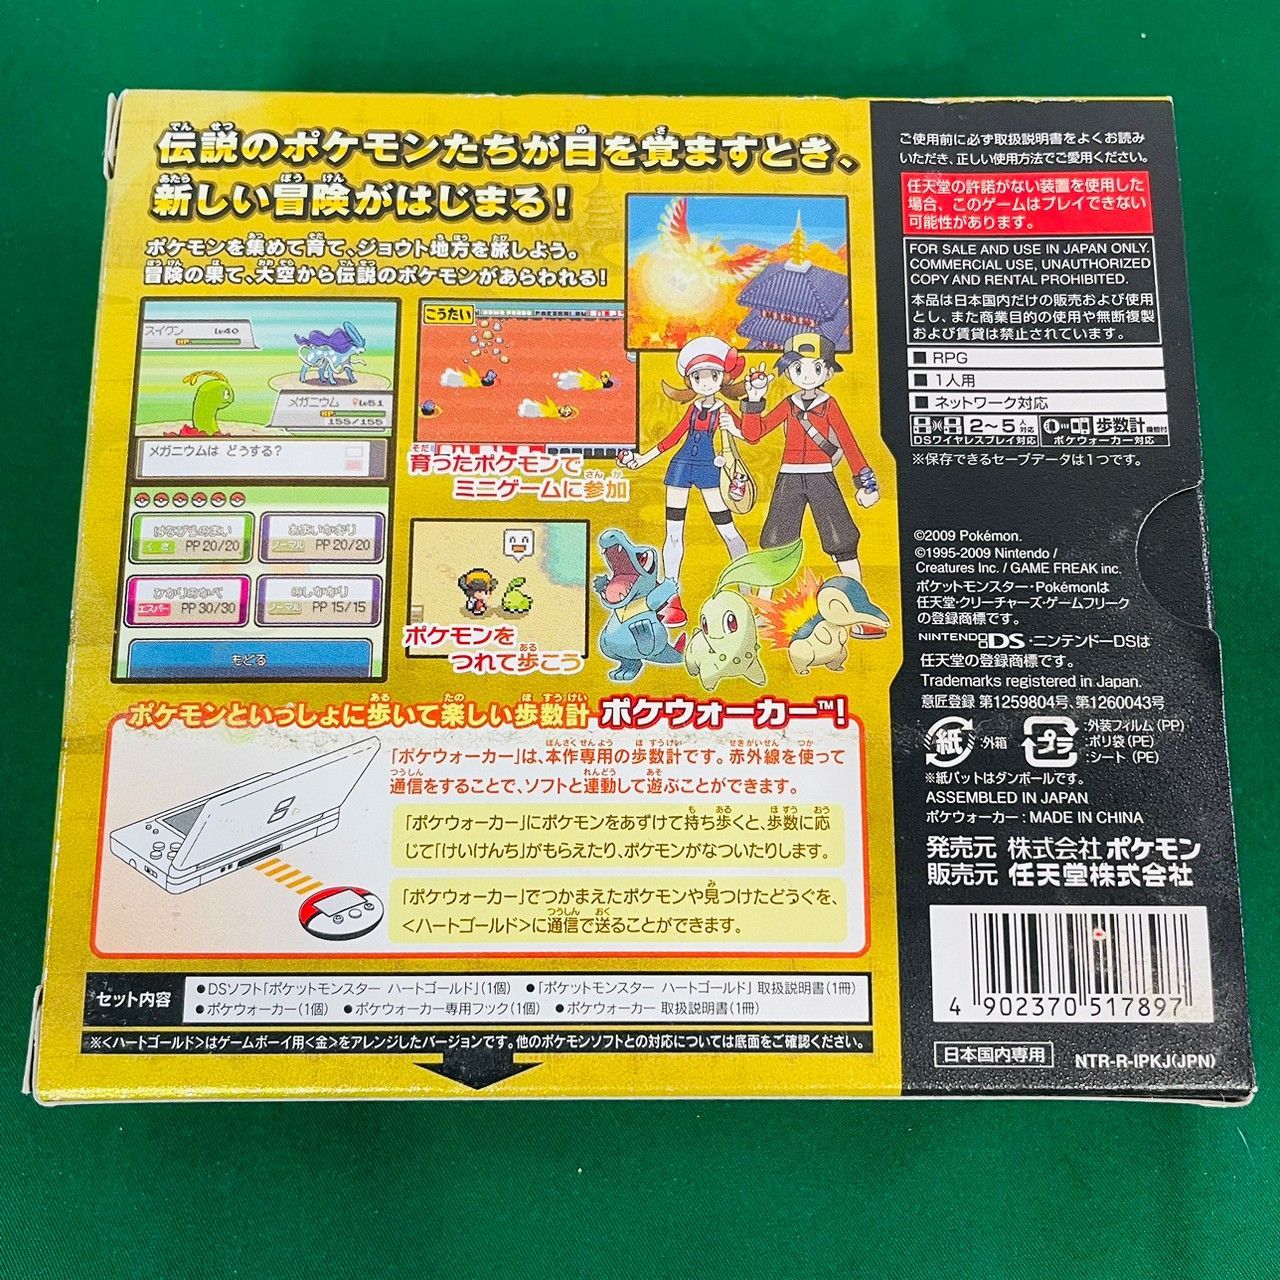 伝説のポケモンたちが目を覚ますとき、
新しい冒険がはじまる！
ポケモンを集めて育て、ジョウト地方を旅しよう。
冒険の果て、大空から伝説のポケモンがあらわれる！
スイクン Lv40
HP
メガニウム ♀Lv51
HP
155/155
メガニウムは どうする？
はなびらのまい
くさ PP 20/20
あまいかおり
ノーマル PP 20/20
ひかりのかべ
エスパー PP 30/30
のしかかり
ノーマル PP 15/15
もどる
こうたい
育ったポケモンで
ミニゲームに参加
ポケモンを
つれて歩こう
ポケモンといっしょに歩いて楽しい歩数計 ポケウォーカー™！
「ポケウォーカー」は、本作専用の歩数計です。赤外線を使って
通信をすることで、ソフトと連動して遊ぶことができます。
「ポケウォーカー」にポケモンをあずけて持ち歩くと、歩数に応
じて「けいけんち」がもらえたり、ポケモンがなついたりします。
「ポケウォーカー」でつかまえたポケモンや見つけたどうぐを、
<ハートゴールド>に通信で送ることができます。
セット内容
●DSソフト「ポケットモンスター ハートゴールド」(1個) ●「ポケットモンスター ハートゴールド」取扱説明書(1冊)
●ポケウォーカー(1個) ●ポケウォーカー専用フック(1個) ●ポケウォーカー 取扱説明書(1冊)
※<ハートゴールド>はゲームボーイ用<金>をアレンジしたバージョンです。他のポケモンソフトとの対応については底面をご確認ください。
ご使用前に必ず取扱説明書をよくお読み
いただき、正しい使用方法でご愛用ください。
任天堂の許諾がない装置を使用した
場合、このゲームはプレイできない
可能性があります。
FOR SALE AND USE IN JAPAN ONLY.
COMMERCIAL USE, UNAUTHORIZED
COPY AND RENTAL PROHIBITED.
本品は日本国内だけの販売および使用
とし、また商業目的の使用や無断複製
および賃貸は禁止されています。
■ RPG
■ 1人用
■ ネットワーク対応
2～5人対応
DSワイヤレスプレイ対応
歩数計機能付
ポケウォーカー対応
※保存できるセーブデータは1つです。
©2009 Pokémon.
©1995-2009 Nintendo /
Creatures Inc. / GAME FREAK inc.
ポケットモンスター・Pokémonは
任天堂・クリーチャーズ・ゲームフリーク
の登録商標です。
NINTENDO DS・ニンテンドーDSは
任天堂の登録商標です。
Trademarks registered in Japan.
意匠登録 第1259804号、第1260043号
紙 :外箱
プラ :外装フィルム(PP)
:ポリ袋(PE)
:シート(PE)
※紙パットはダンボールです。
ASSEMBLED IN JAPAN
ポケウォーカー：MADE IN CHINA
発売元 株式会社ポケモン
販売元 任天堂株式会社
4 902370 517897
日本国内専用
NTR-R-IPKJ(JPN)